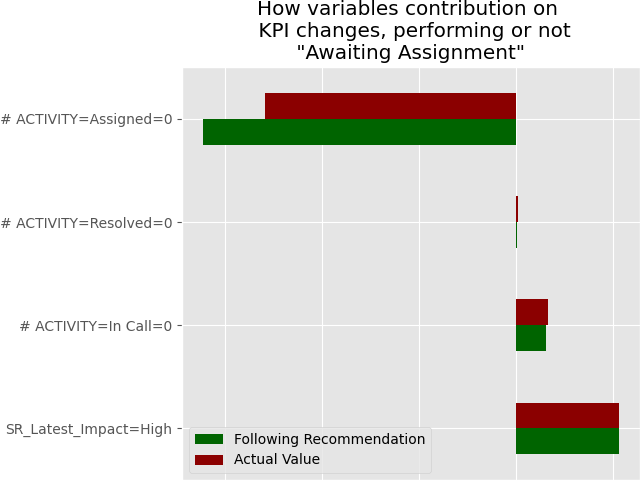 How variables contribution on
KPI changes, performing or not
"Awaiting Assignment"
# ACTIVITY=Assigned=0
# ACTIVITY=Resolved=0
# ACTIVITY=In Call=0
SR_Latest_Impact=High
Following Recommendation
Actual Value